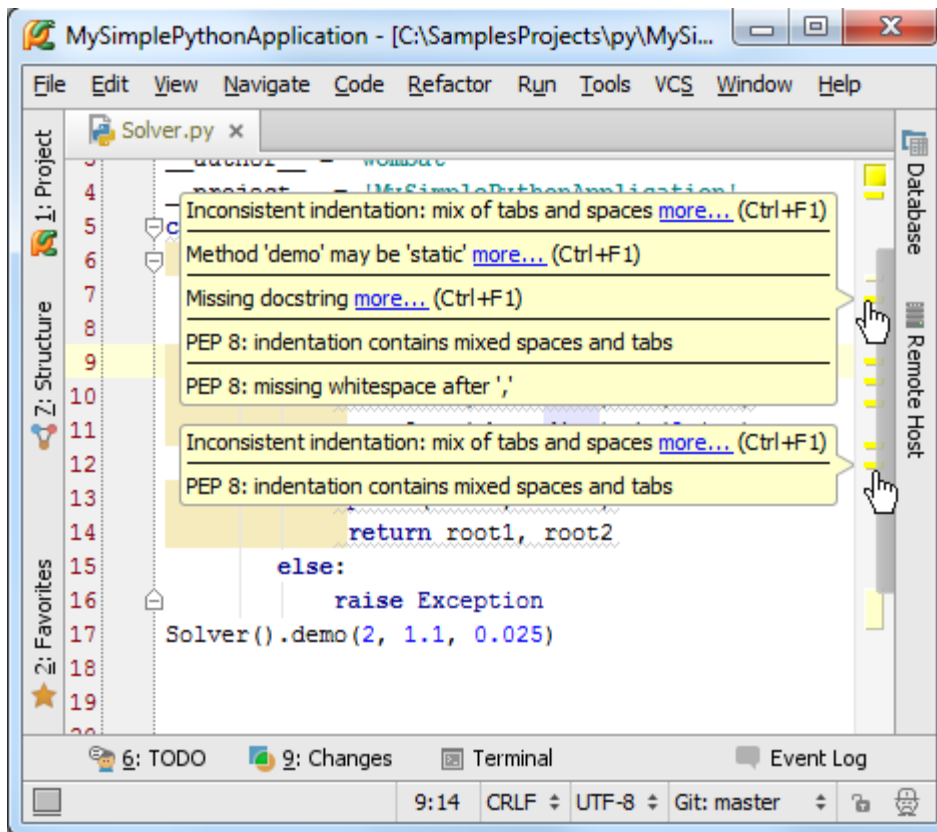 MySimplePythonApplication - [C:\SamplesProjects\py\MySi...
File Edit View Navigate Code Refactor Run Tools VCS Window Help
Solver.py
1: Project
7: Structure
2: Favorites
Database
Remote Host
4 __project__ = 'MySimplePythonApplication'
5 c
6
7
8
9
10
11
12
13
14 return root1, root2
15 else:
16 raise Exception
17 Solver().demo(2, 1.1, 0.025)
18
19
Inconsistent indentation: mix of tabs and spaces more... (Ctrl+F1)
Method 'demo' may be 'static' more... (Ctrl+F1)
Missing docstring more... (Ctrl+F1)
PEP 8: indentation contains mixed spaces and tabs
PEP 8: missing whitespace after ','
Inconsistent indentation: mix of tabs and spaces more... (Ctrl+F1)
PEP 8: indentation contains mixed spaces and tabs
6: TODO 9: Changes Terminal Event Log
9:14 CRLF UTF-8 Git: master